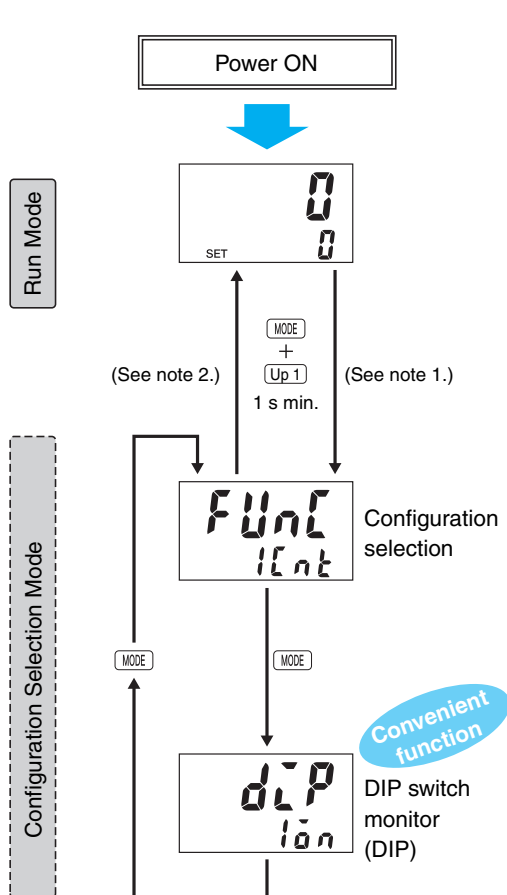 Power ON
Run Mode
0
SET 0
MODE
+
(See note 2.) Up 1 (See note 1.)
1 s min.
FUnC
1Cnt
Configuration
selection
Configuration Selection Mode
MODE MODE
Convenient
function
diP
1on
DIP switch
monitor
(DIP)